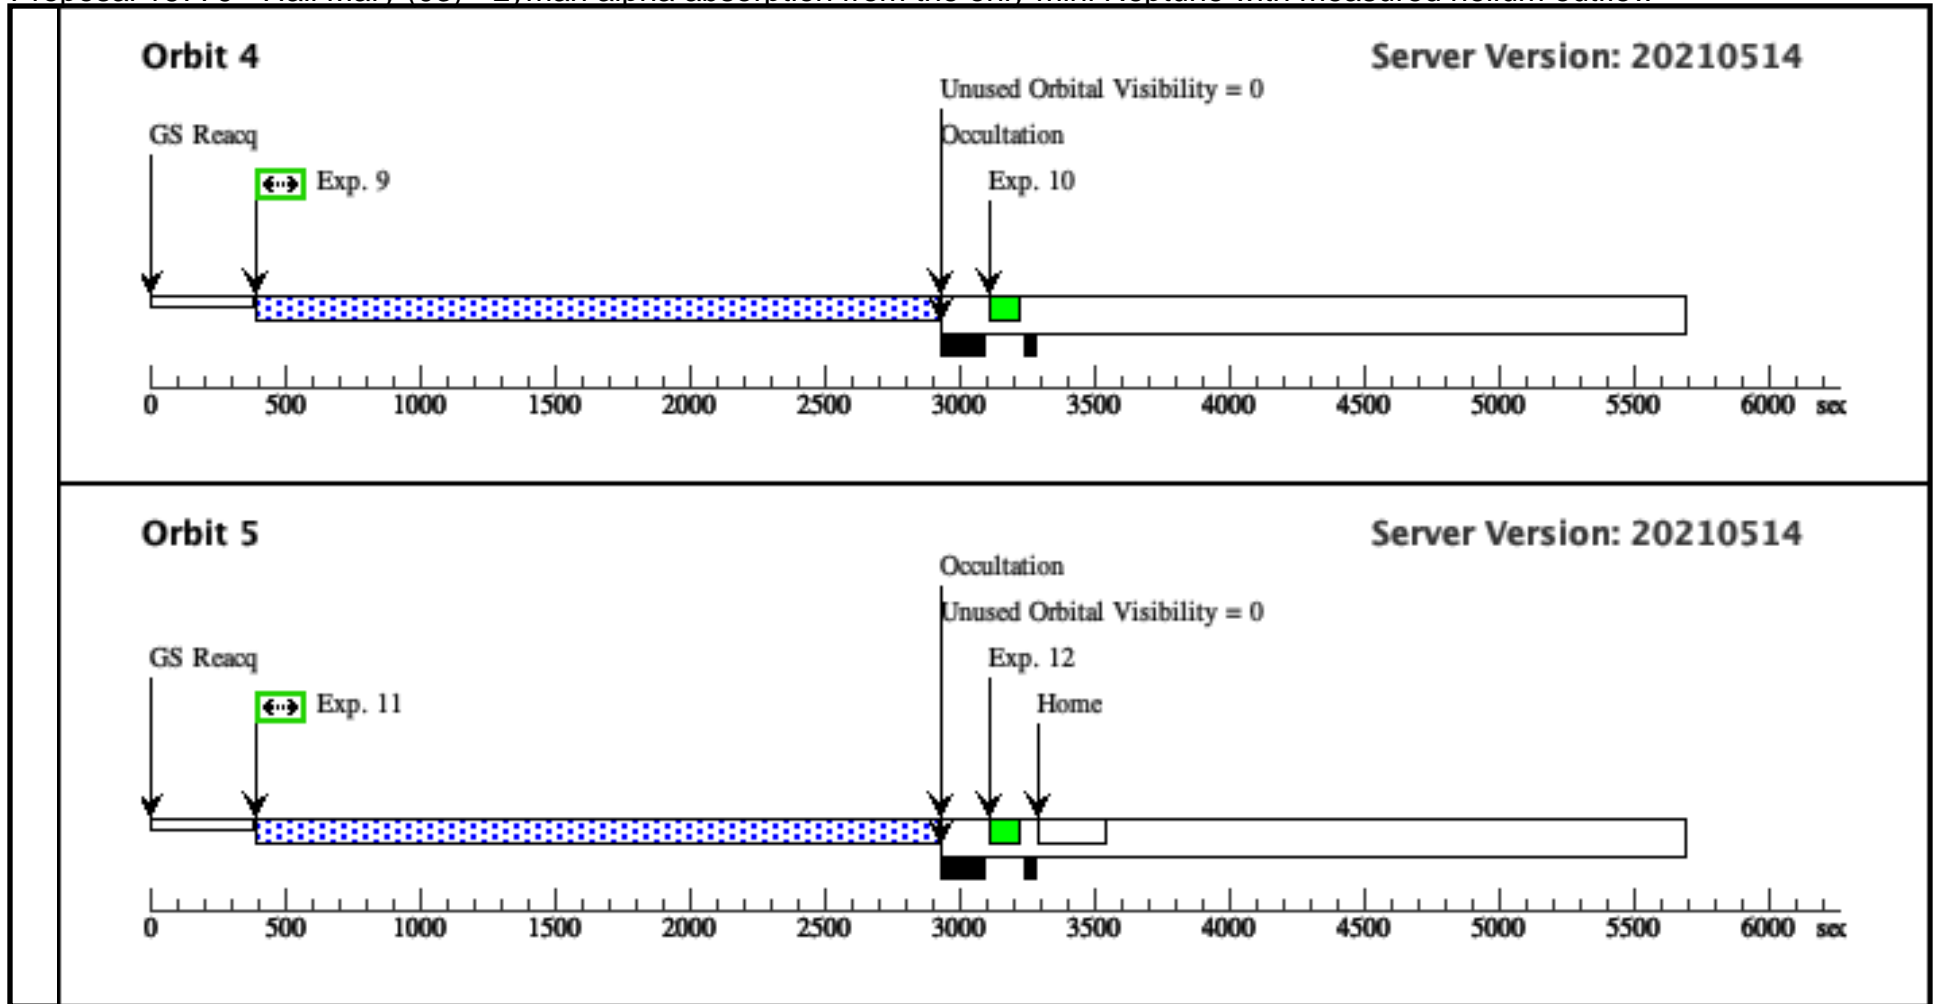 Orbit 4
Server Version: 20210514
Unused Orbital Visibility = 0
GS Reacq
Occultation
Exp. 9
Exp. 10
0 500 1000 1500 2000 2500 3000 3500 4000 4500 5000 5500 6000 sec
Orbit 5
Server Version: 20210514
Occultation
Unused Orbital Visibility = 0
GS Reacq
Exp. 12
Exp. 11
Home
0 500 1000 1500 2000 2500 3000 3500 4000 4500 5000 5500 6000 sec